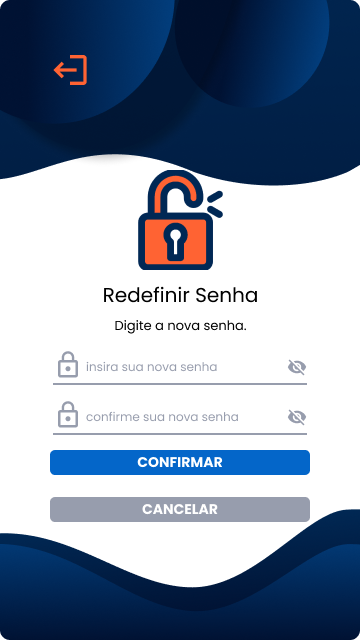 Redefinir Senha
Digite a nova senha.
insira sua nova senha
confirme sua nova senha
CONFIRMAR
CANCELAR